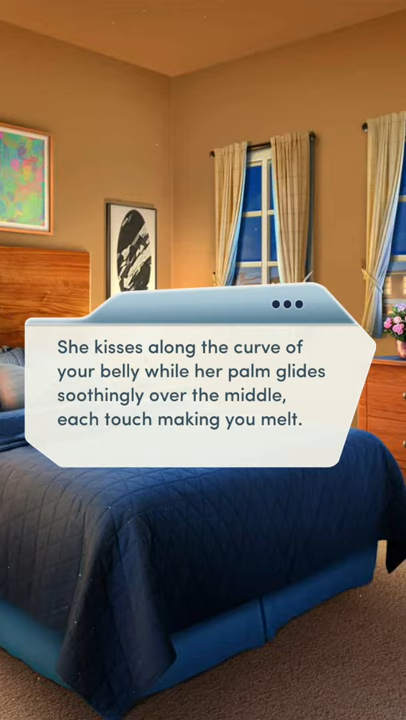 She kisses along the curve of
your belly while her palm glides
soothingly over the middle,
each touch making you melt.